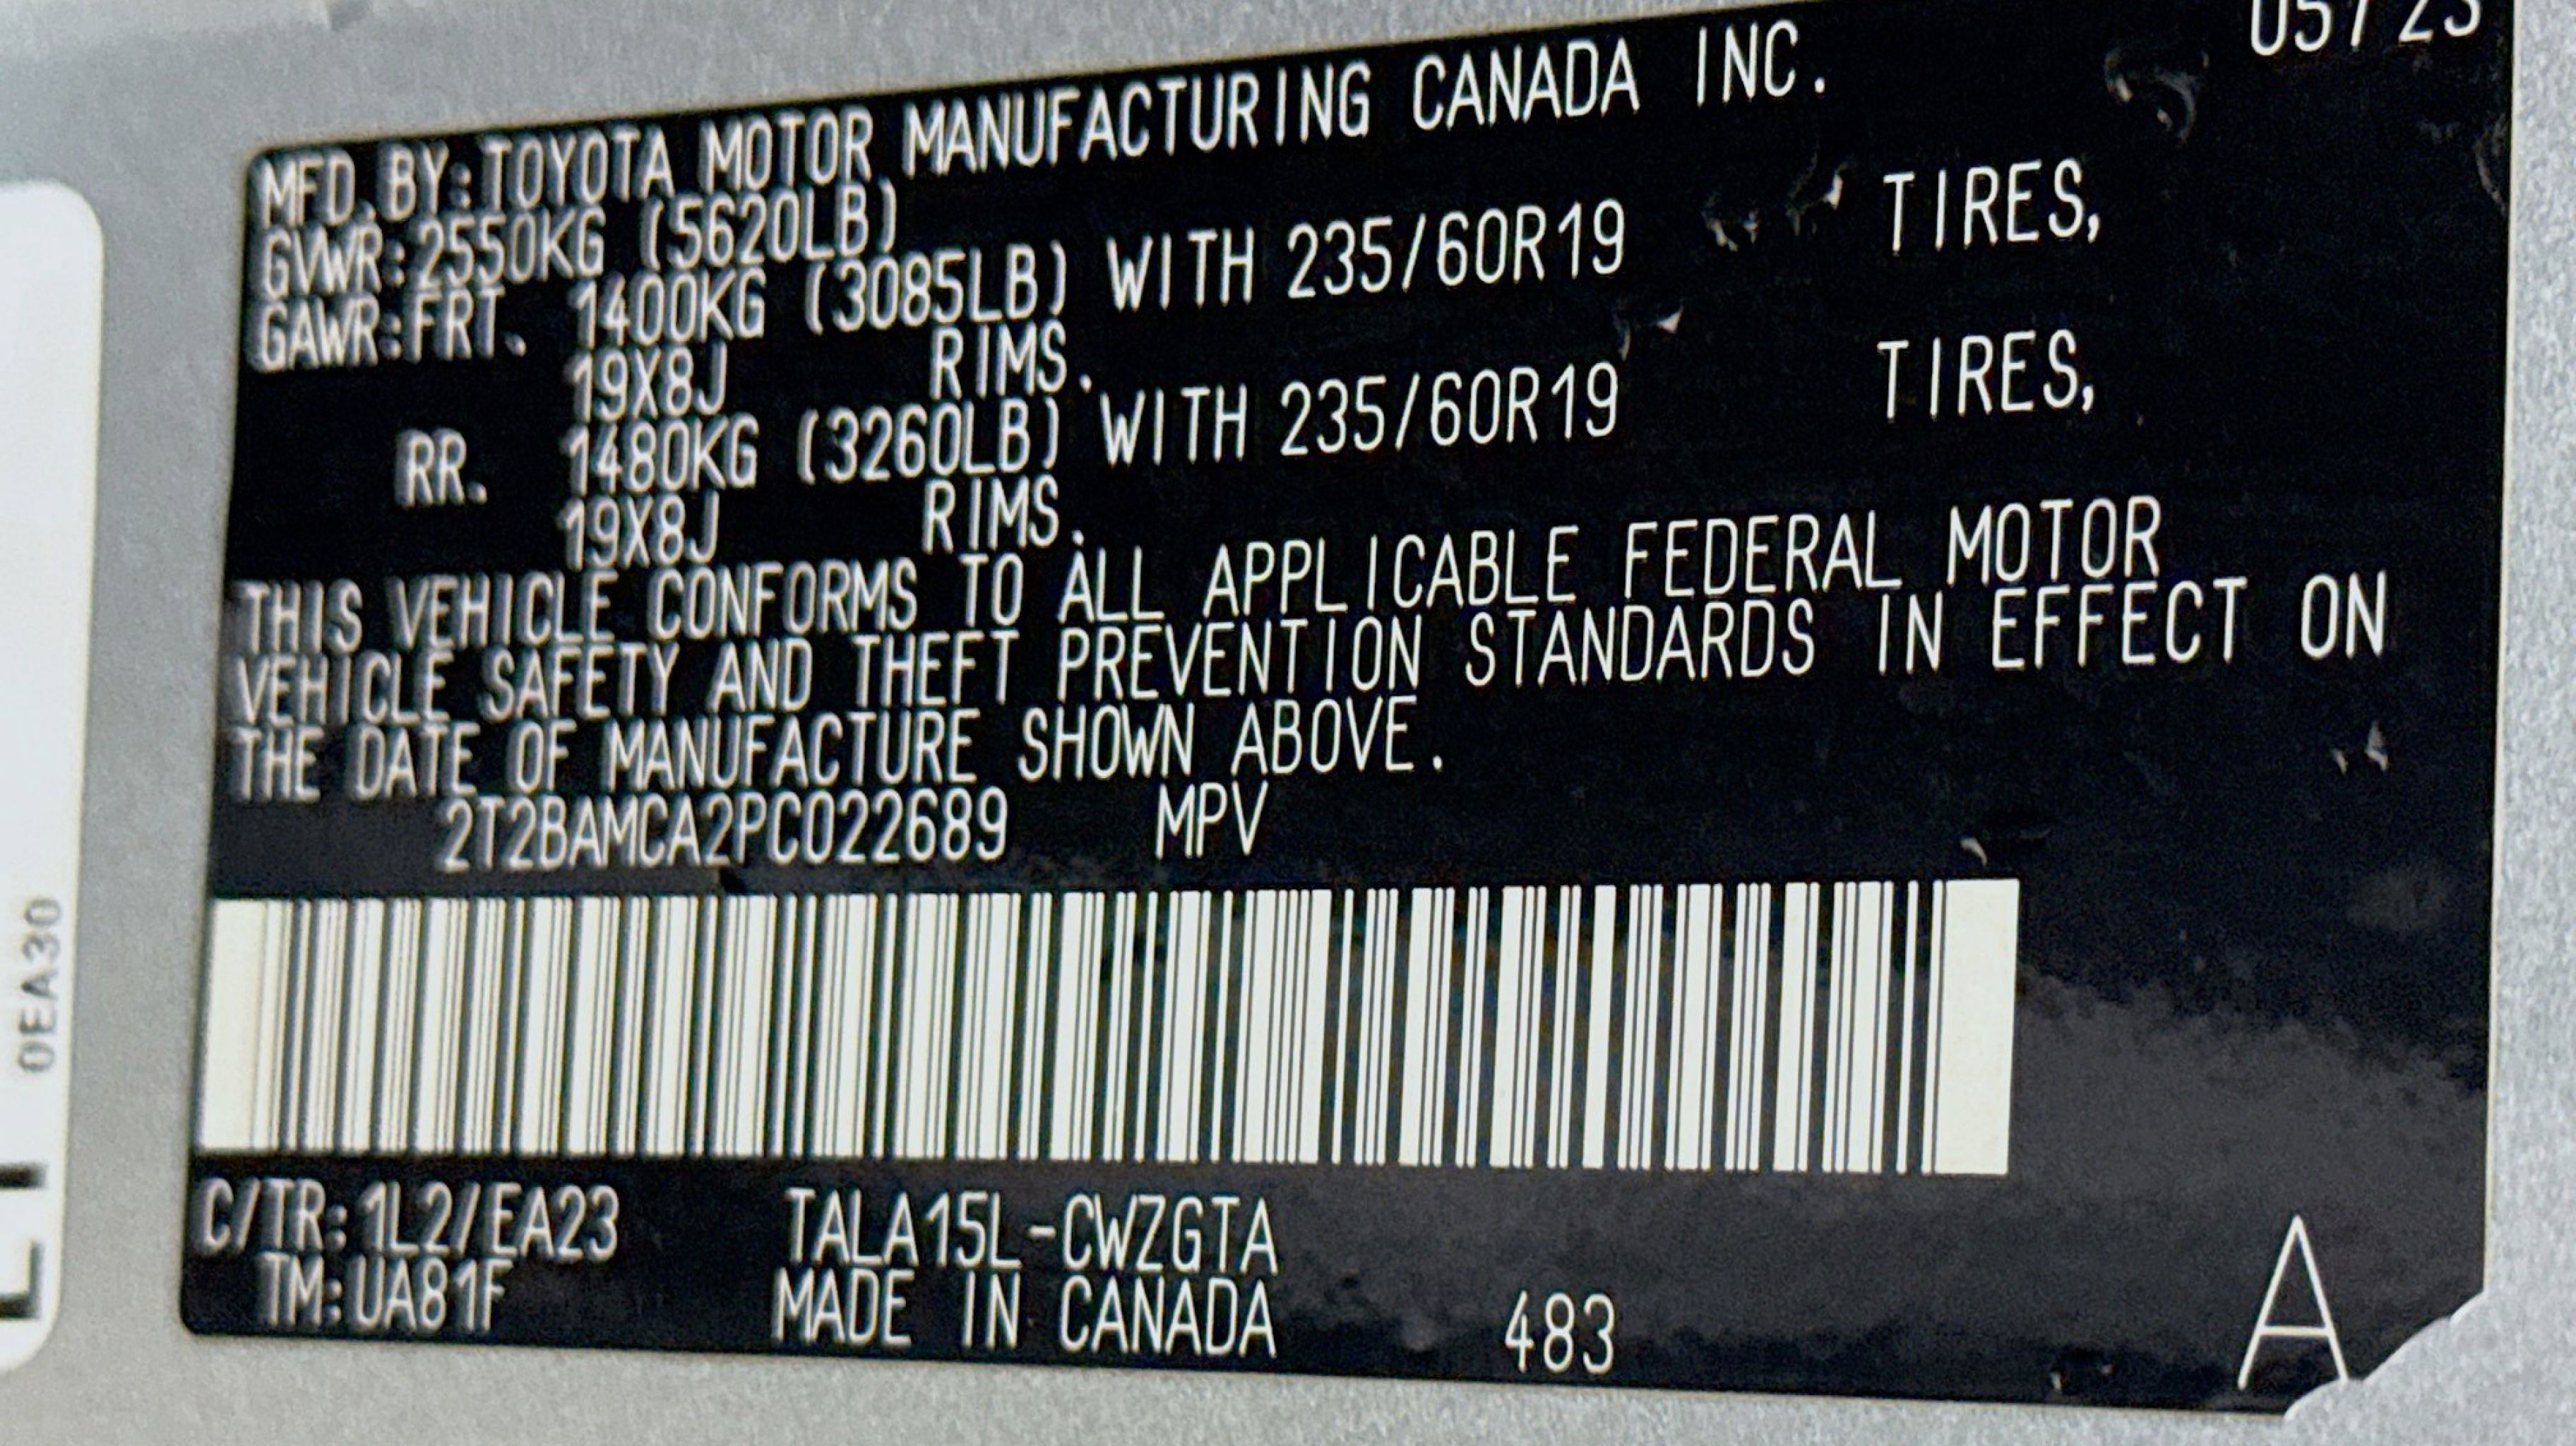 05/23
MFD.BY:TOYOTA MOTOR MANUFACTURING CANADA INC.
GVWR:2550KG (5620LB)
GAWR:FRT. 1400KG (3085LB) WITH 235/60R19 TIRES,
19X8J RIMS.
RR. 1480KG (3260LB) WITH 235/60R19 TIRES,
19X8J RIMS.
THIS VEHICLE CONFORMS TO ALL APPLICABLE FEDERAL MOTOR
VEHICLE SAFETY AND THEFT PREVENTION STANDARDS IN EFFECT ON
THE DATE OF MANUFACTURE SHOWN ABOVE.
2T2BAMCA2PC022689 MPV
C/TR:1L2/EA23 TALA15L-CWZGTA
TM:UA81F MADE IN CANADA 483 A
0EA30